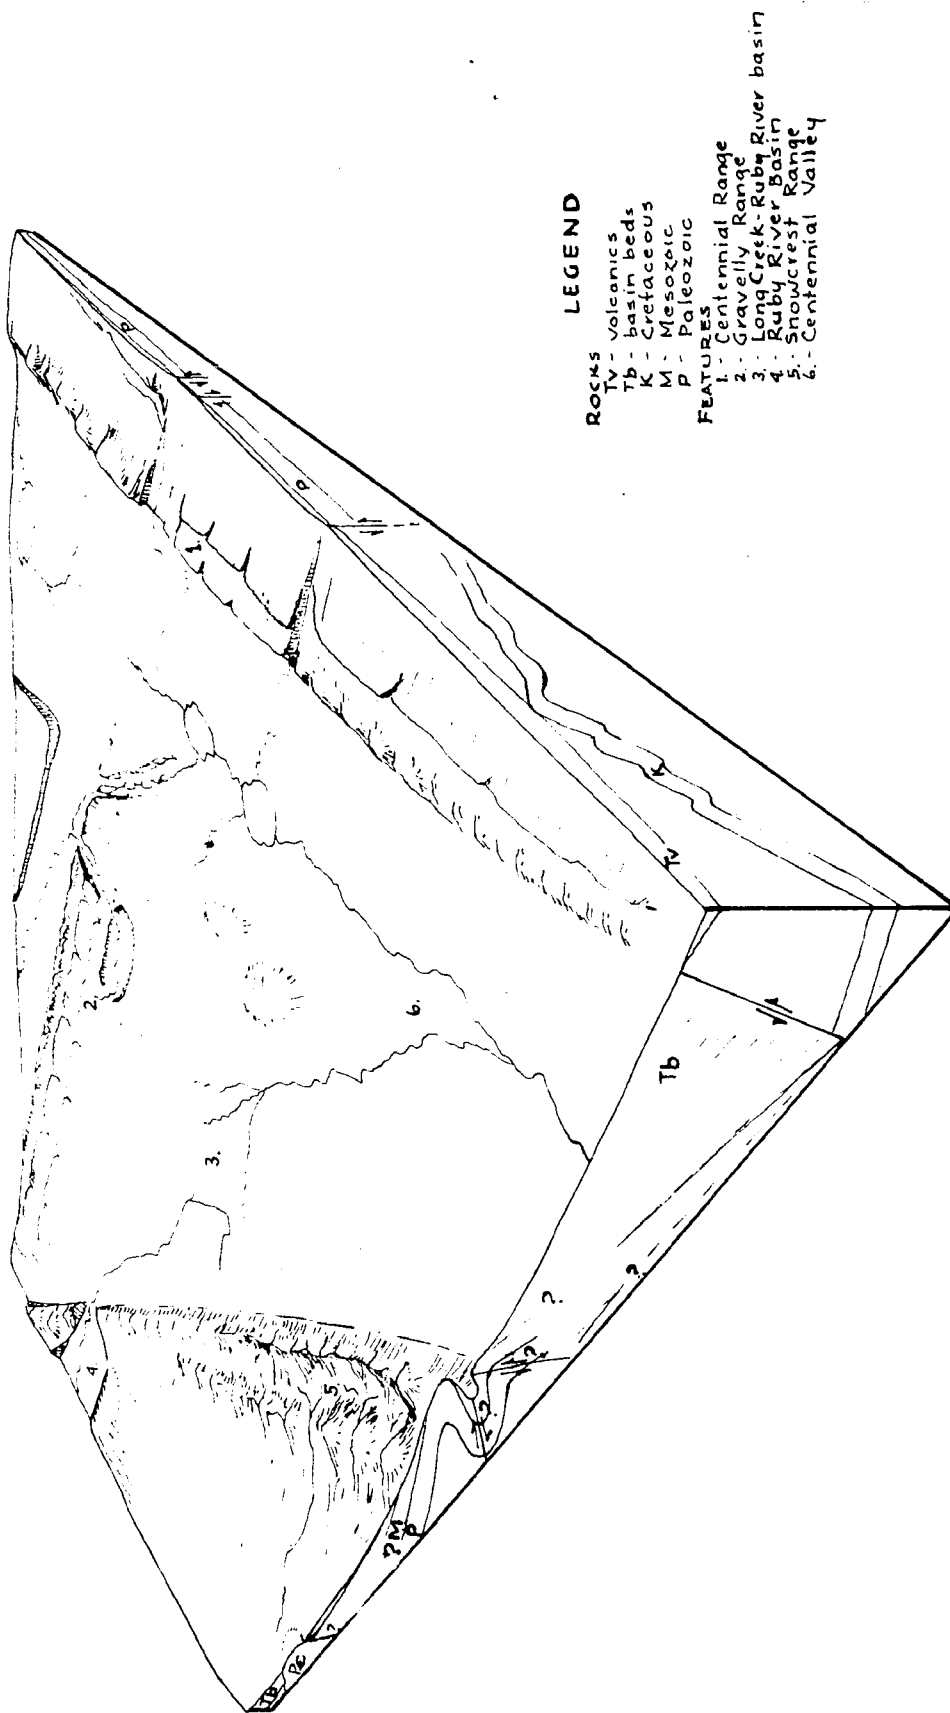 LEGEND
ROCKS
Tv - volcanics
Tb - basin beds
K - Cretaceous
M - Mesozoic
P - Paleozoic
FEATURES
1. - Centennial Range
2. - Gravelly Range
3. - Long Creek-Ruby River basin
4. - Ruby River Basin
5. - Snowcrest Range
6. - Centennial Valley
TB
P€
?
?M
P
4
5
?
?
?
?
3.
2.
6.
Tb
1.
Tv
K
P
P